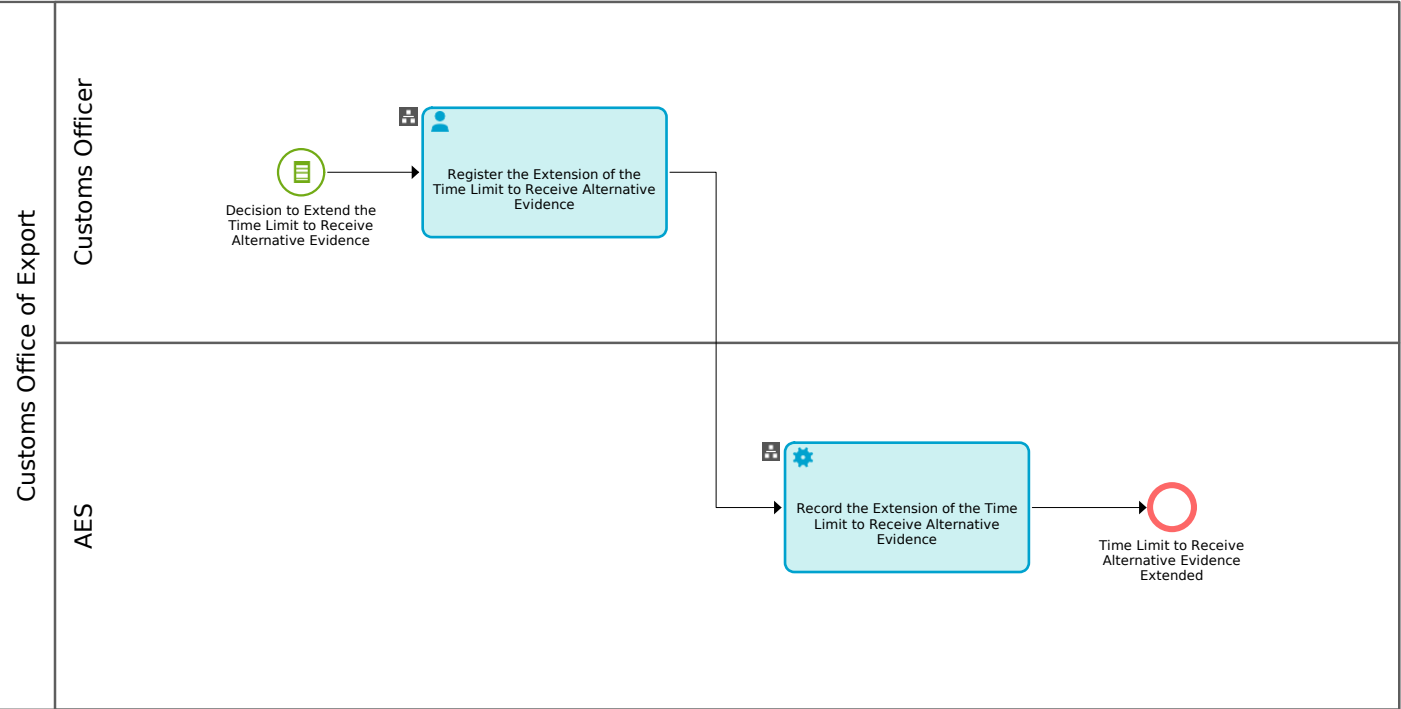 Customs Office of Export
Customs Officer
Decision to Extend the
Time Limit to Receive
Alternative Evidence
Register the Extension of the
Time Limit to Receive Alternative
Evidence
AES
Record the Extension of the Time
Limit to Receive Alternative
Evidence
Time Limit to Receive
Alternative Evidence
Extended